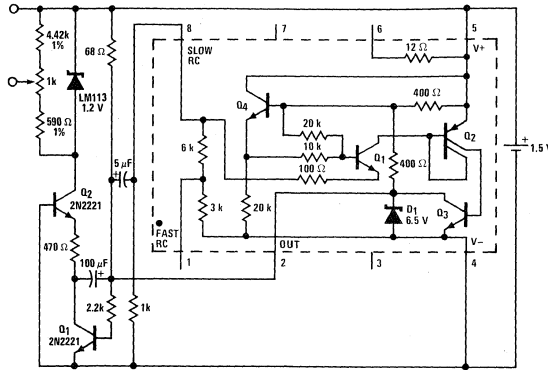 4.42k
1%
68 Ω
1k
LM113
1.2 V
590 Ω
1%
5 µF
+
Q2
2N2221
470 Ω
100 µF
+
2.2k
1k
Q1
2N2221
8
7
6
5
SLOW
RC
V+
12 Ω
Q4
400 Ω
20 k
Q2
6 k
10k
Q1
100 Ω
400 Ω
3 k
20 k
D1
6.5 V
Q3
FAST
RC
OUT
V−
1
2
3
4
+
1.5 V